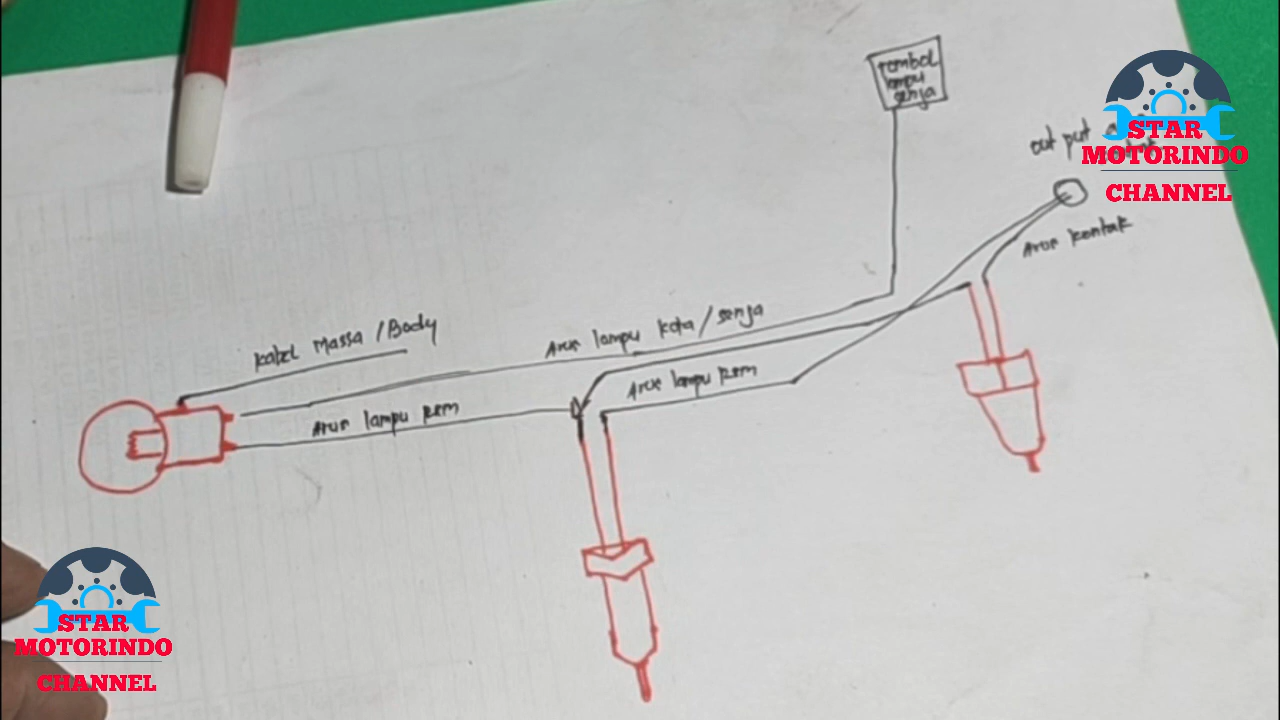 tombol
lampu
senja
out put
STAR
MOTORINDO
CHANNEL
Arus kontak
kabel Massa / Body
Arus lampu kota / senja
Arus lampu rem
Arus lampu rem
STAR
MOTORINDO
CHANNEL